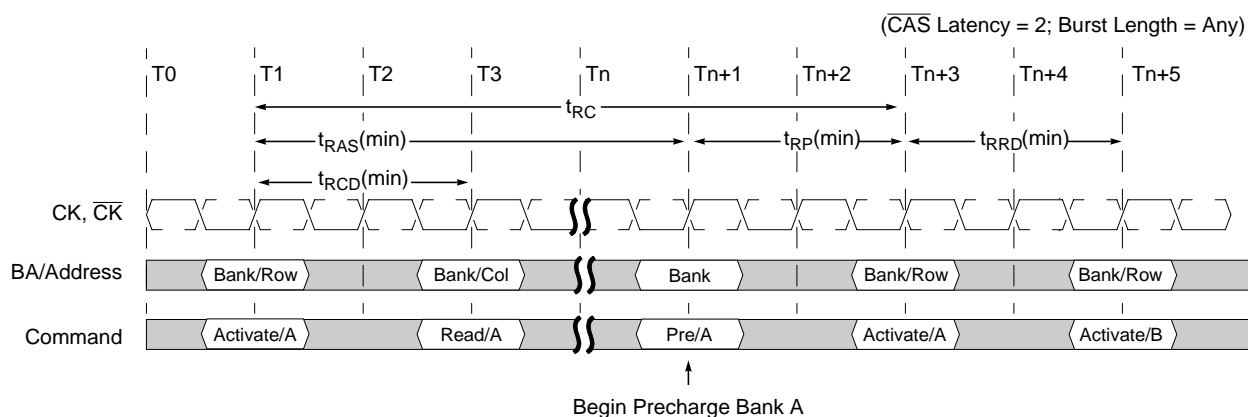 (CAS Latency = 2; Burst Length = Any)
T0 T1 T2 T3 Tn Tn+1 Tn+2 Tn+3 Tn+4 Tn+5
tRC
tRAS(min) tRP(min) tRRD(min)
tRCD(min)
CK, CK
BA/Address Bank/Row Bank/Col Bank Bank/Row Bank/Row
Command Activate/A Read/A Pre/A Activate/A Activate/B
Begin Precharge Bank A